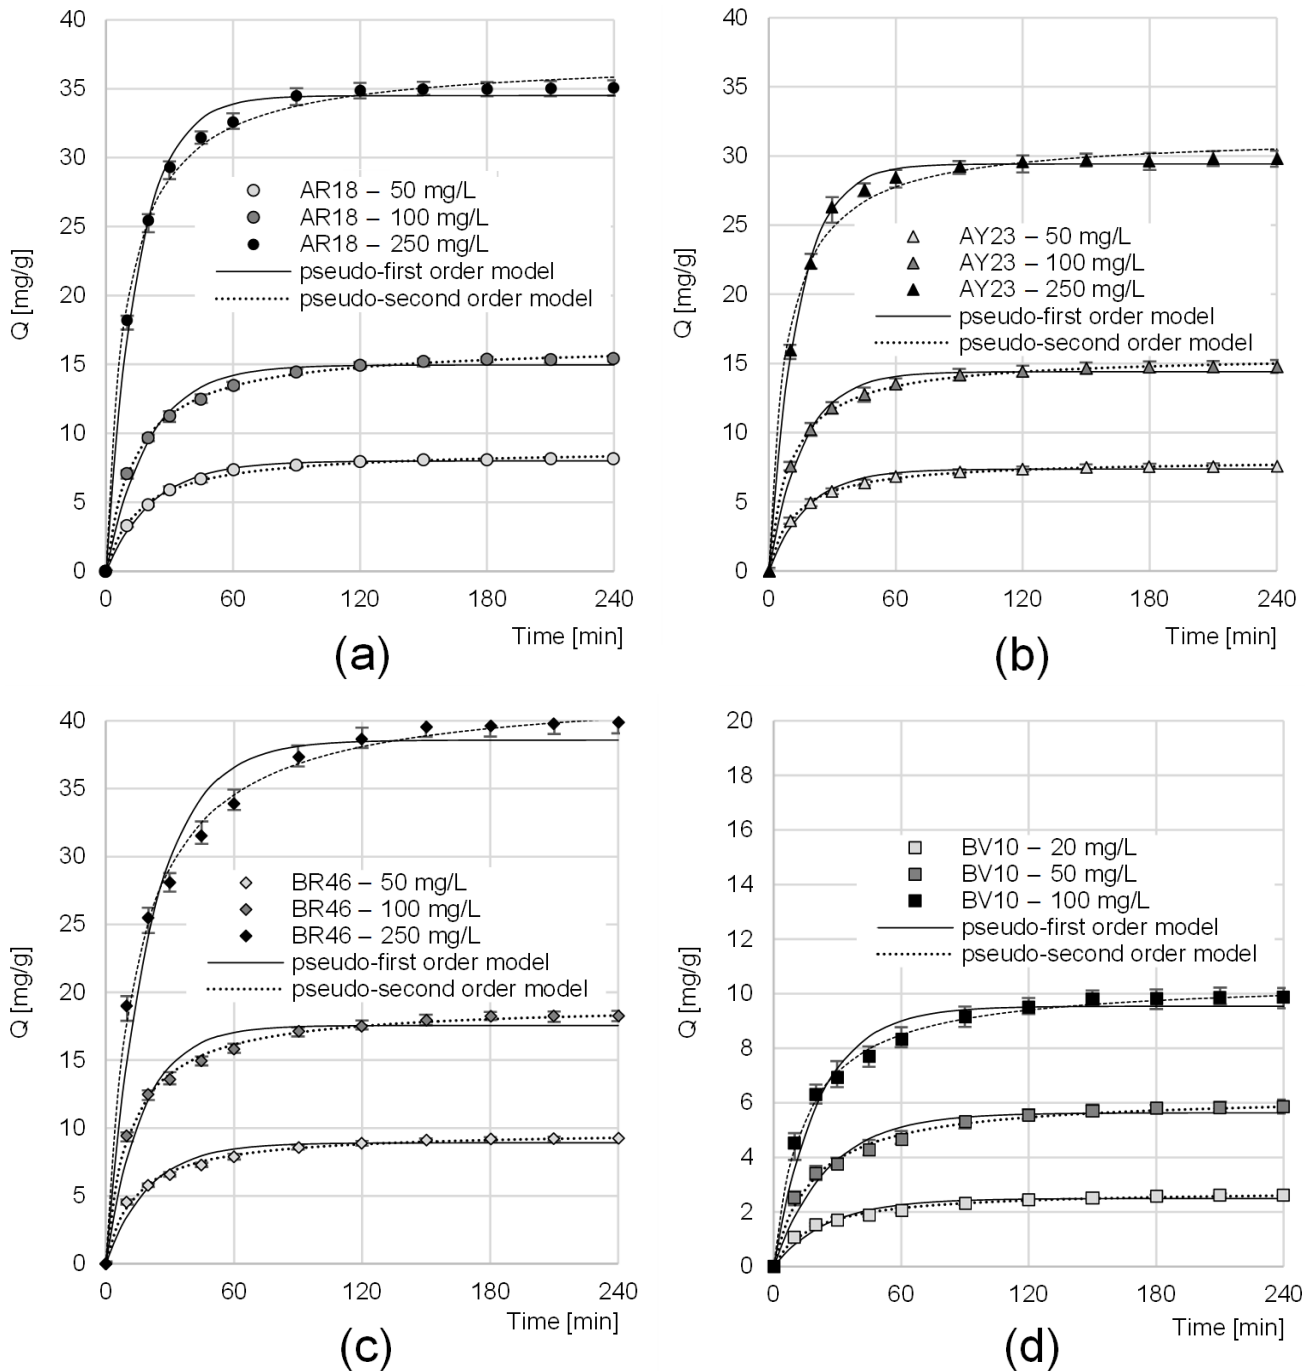 40
35
30
25
20
15
10
5
0
Q [mg/g]
AR18 – 50 mg/L
AR18 – 100 mg/L
AR18 – 250 mg/L
pseudo-first order model
pseudo-second order model
0 60 120 180 240
Time [min]
(a)
40
35
30
25
20
15
10
5
0
Q [mg/g]
AY23 – 50 mg/L
AY23 – 100 mg/L
AY23 – 250 mg/L
pseudo-first order model
pseudo-second order model
0 60 120 180 240
Time [min]
(b)
40
35
30
25
20
15
10
5
0
Q [mg/g]
BR46 – 50 mg/L
BR46 – 100 mg/L
BR46 – 250 mg/L
pseudo-first order model
pseudo-second order model
0 60 120 180 240
Time [min]
(c)
20
18
16
14
12
10
8
6
4
2
0
Q [mg/g]
BV10 – 20 mg/L
BV10 – 50 mg/L
BV10 – 100 mg/L
pseudo-first order model
pseudo-second order model
0 60 120 180 240
Time [min]
(d)